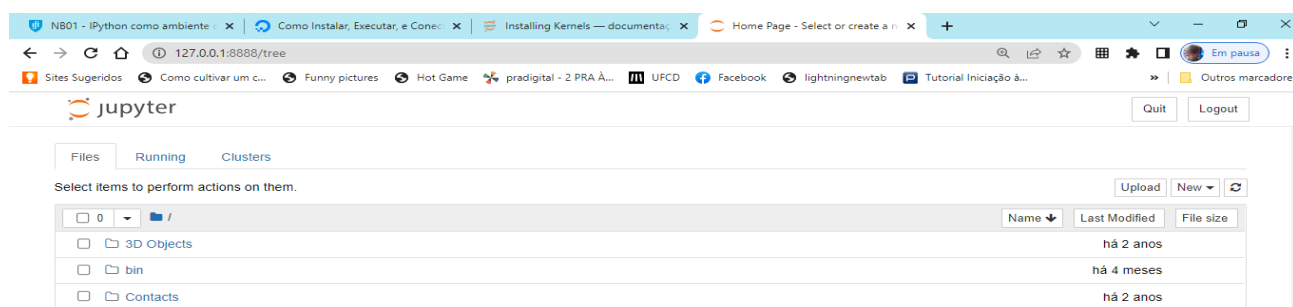 NB01 - IPython como ambiente c
Como Instalar, Executar, e Conec
Installing Kernels — documentaç
Home Page - Select or create a n
127.0.0.1:8888/tree
Em pausa
Sites Sugeridos
Como cultivar um c...
Funny pictures
Hot Game
pradigital - 2 PRA À...
UFCD
Facebook
lightningnewtab
Tutorial Iniciação à...
»
Outros marcadore
jupyter
Quit
Logout
Files
Running
Clusters
Select items to perform actions on them.
Upload
New
0
/
Name
Last Modified
File size
3D Objects
há 2 anos
bin
há 4 meses
Contacts
há 2 anos